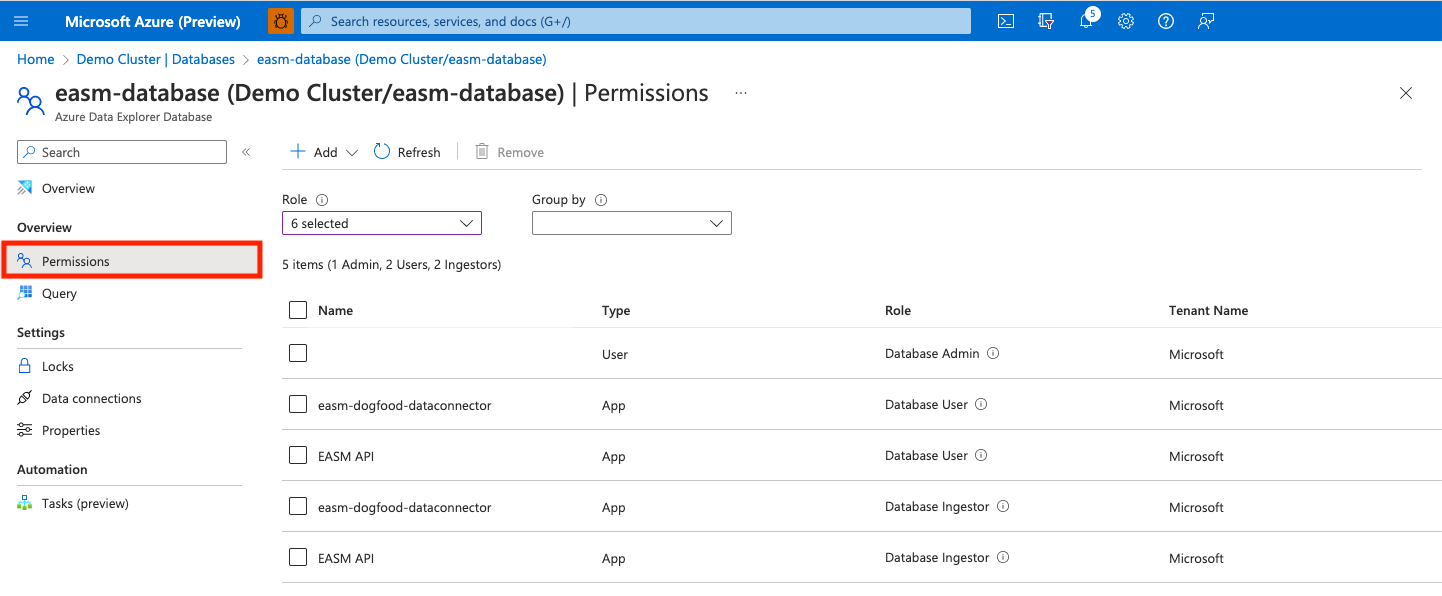 Microsoft Azure (Preview)
Search resources, services, and docs (G+/)
5
Home > Demo Cluster | Databases > easm-database (Demo Cluster/easm-database)
easm-database (Demo Cluster/easm-database) | Permissions ...
Azure Data Explorer Database
Search «
Add Refresh Remove
Overview
Overview
Permissions
Query
Settings
Locks
Data connections
Properties
Automation
Tasks (preview)
Role Group by
6 selected
5 items (1 Admin, 2 Users, 2 Ingestors)
Name Type Role Tenant Name
User Database Admin Microsoft
easm-dogfood-dataconnector App Database User Microsoft
EASM API App Database User Microsoft
easm-dogfood-dataconnector App Database Ingestor Microsoft
EASM API App Database Ingestor Microsoft